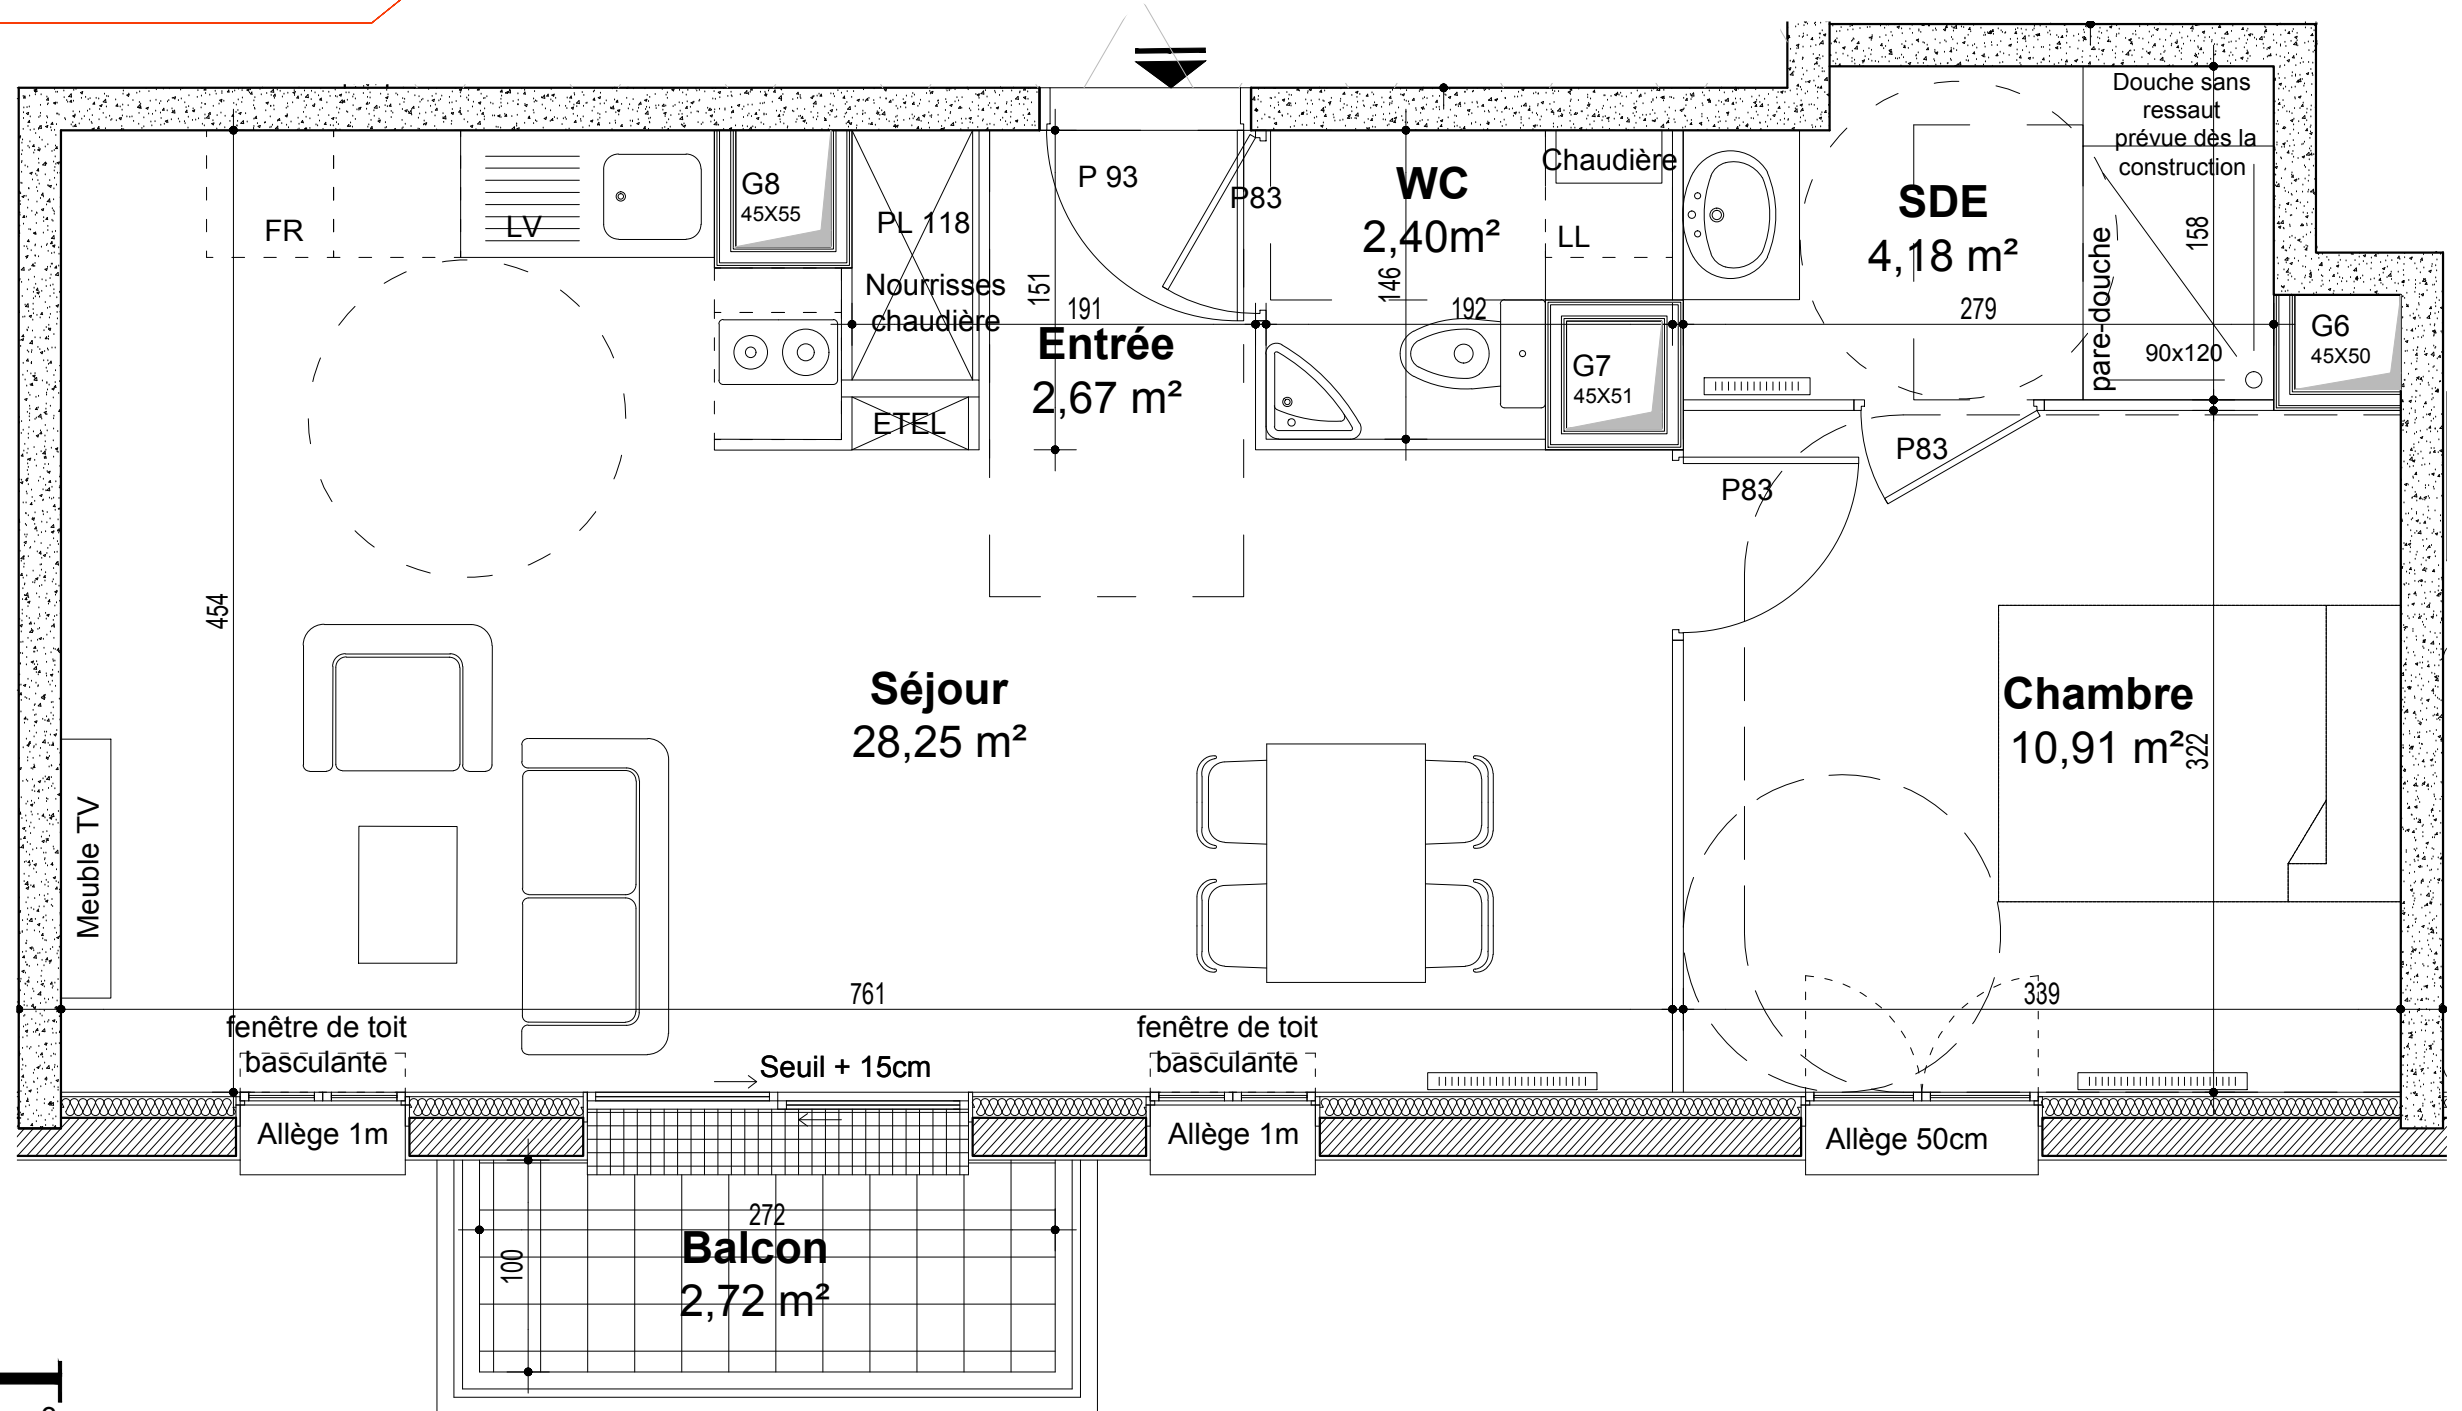 Douche sans
ressaut
prévue dès la
construction
Chaudière
P 93
P83
WC
2,40m²
SDE
4,18 m²
G8
45X55
PL 118
FR
LV
LL
158
pare-douche
Nourrisses
chaudière
151
191
146
192
279
Entrée
2,67 m²
G7
45X51
90x120
G6
45X50
ETEL
P83
P83
454
Séjour
28,25 m²
Chambre
10,91 m²
322
Meuble TV
761
339
fenêtre de toit
basculante
fenêtre de toit
basculante
Seuil + 15cm
Allège 1m
Allège 1m
Allège 50cm
272
Balcon
2,72 m²
100